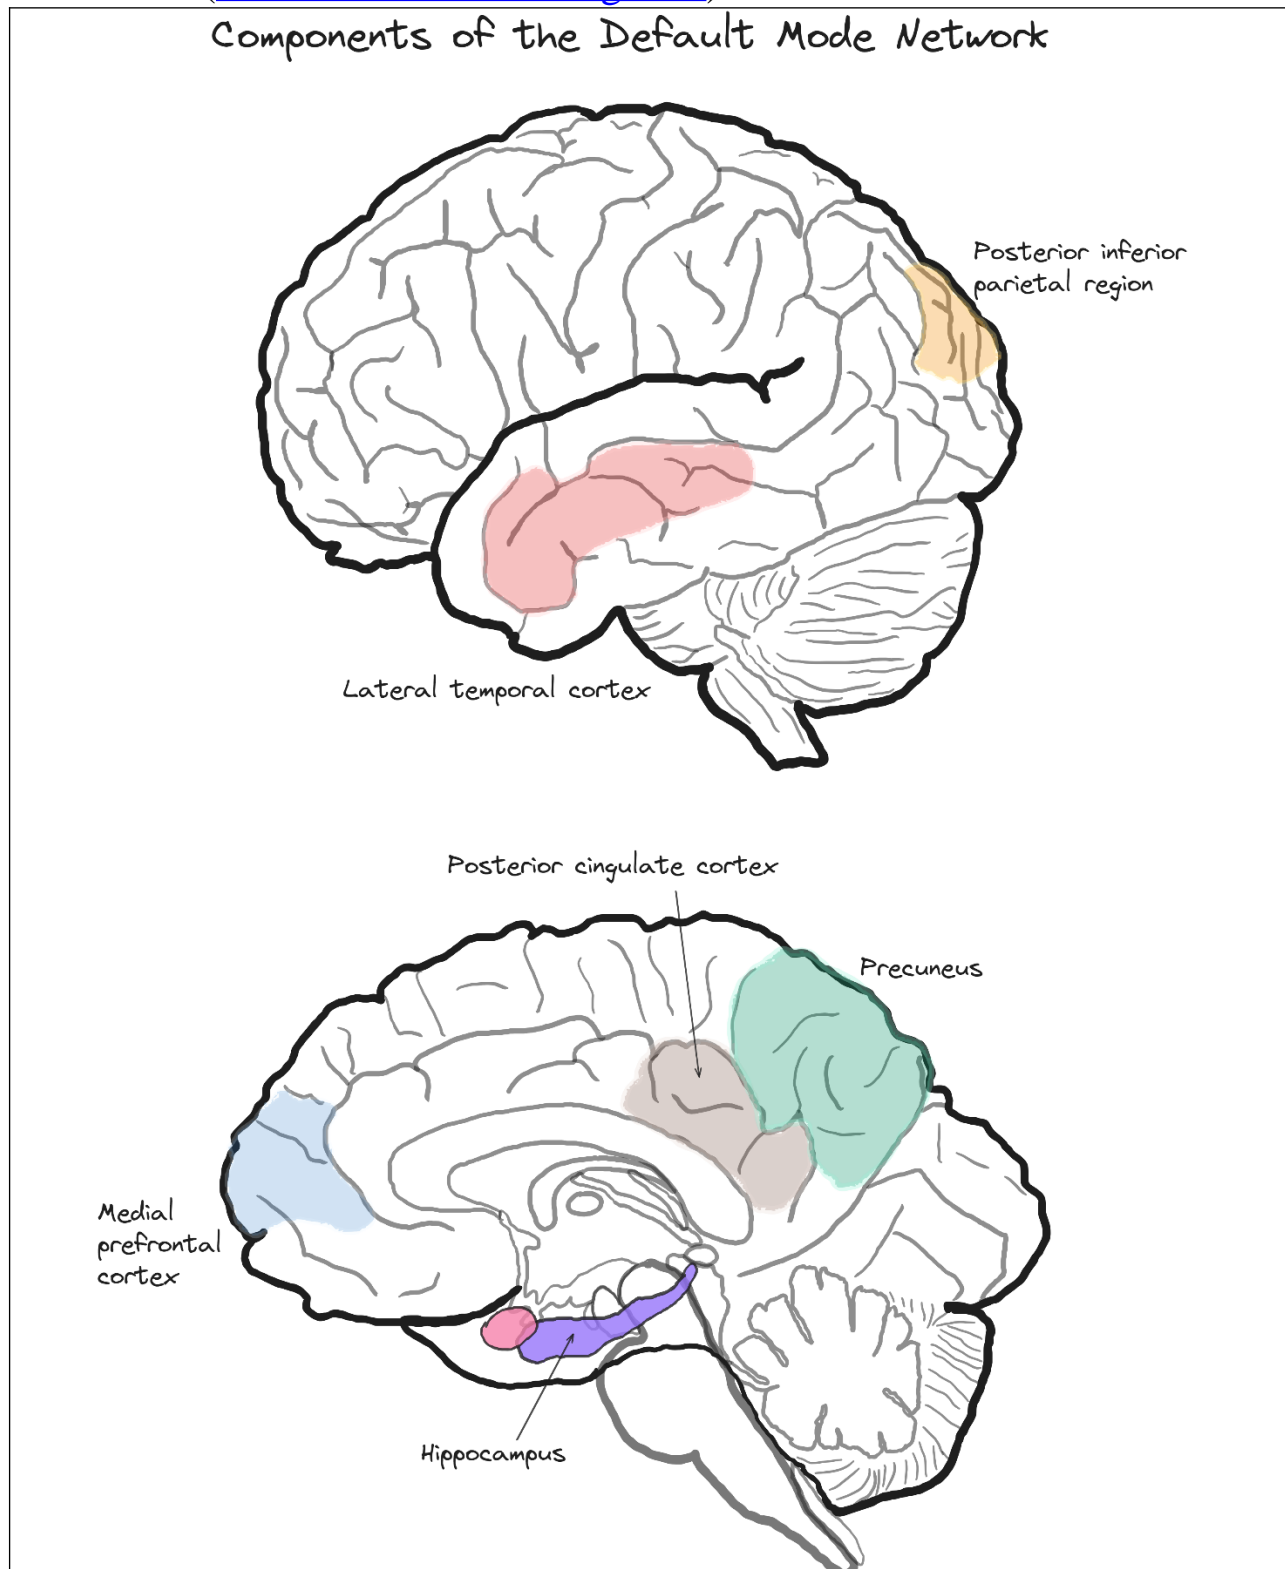 Components of the Default Mode Network
Posterior inferior
parietal region
Lateral temporal cortex
Posterior cingulate cortex
Precuneus
Medial
prefrontal
cortex
Hippocampus